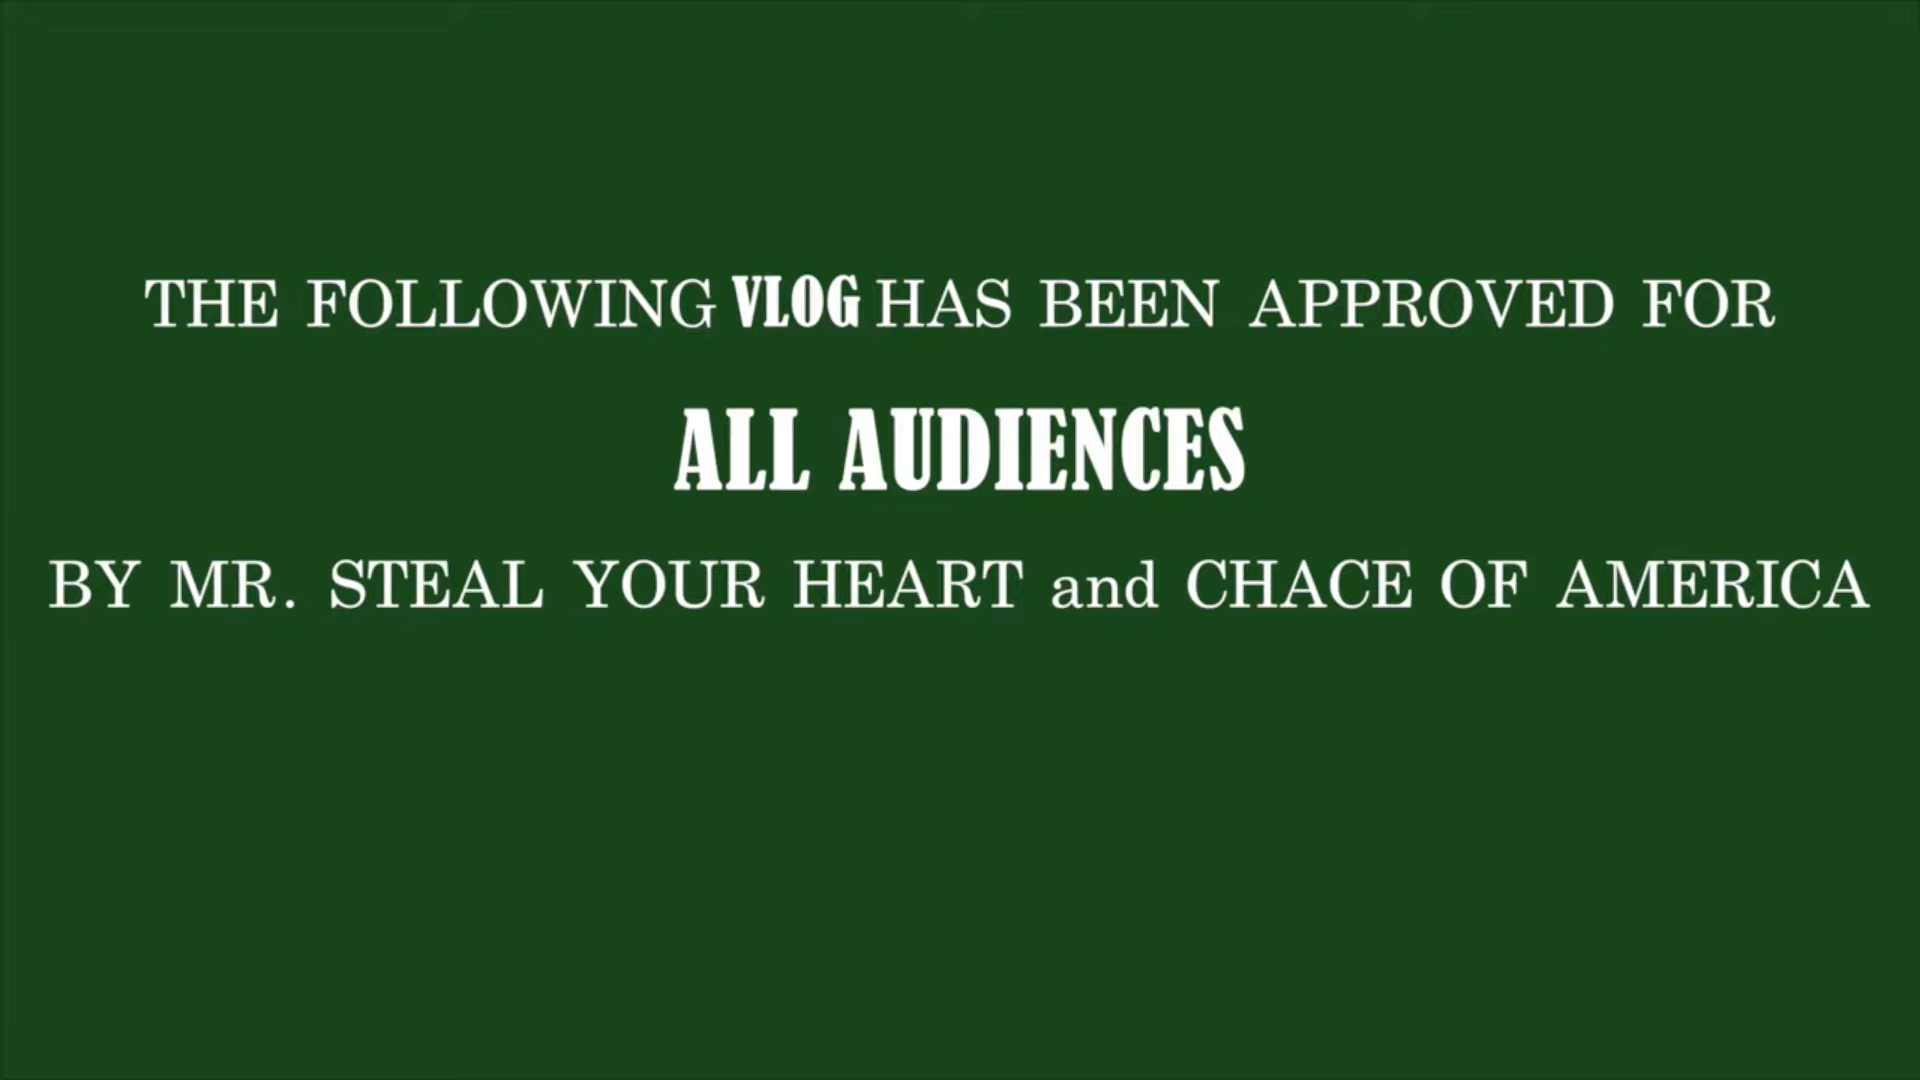 THE FOLLOWING VLOG HAS BEEN APPROVED FOR
ALL AUDIENCES
BY MR. STEAL YOUR HEART and CHACE OF AMERICA